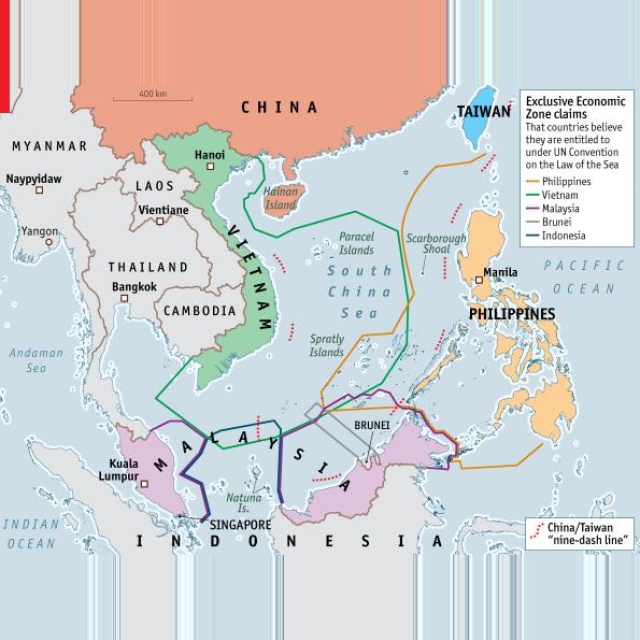 400 km
CHINA
TAIWAN
Exclusive Economic
Zone claims
That countries believe
they are entitled to
under UN Convention
on the Law of the Sea
Philippines
Vietnam
Malaysia
Brunei
Indonesia
MYANMAR
Hanoi
Naypyidaw
LAOS
Hainan
Island
Vientiane
Yangon
VIETNAM
Paracel
Islands
Scarborough
Shoal
THAILAND
South
China
Sea
Manila
PACIFIC
OCEAN
Bangkok
CAMBODIA
PHILIPPINES
Andaman
Sea
Spratly
Islands
BRUNEI
MALAYSIA
Kuala
Lumpur
Natuna
Is.
INDIAN
OCEAN
SINGAPORE
INDONESIA
China/Taiwan
"nine-dash line"